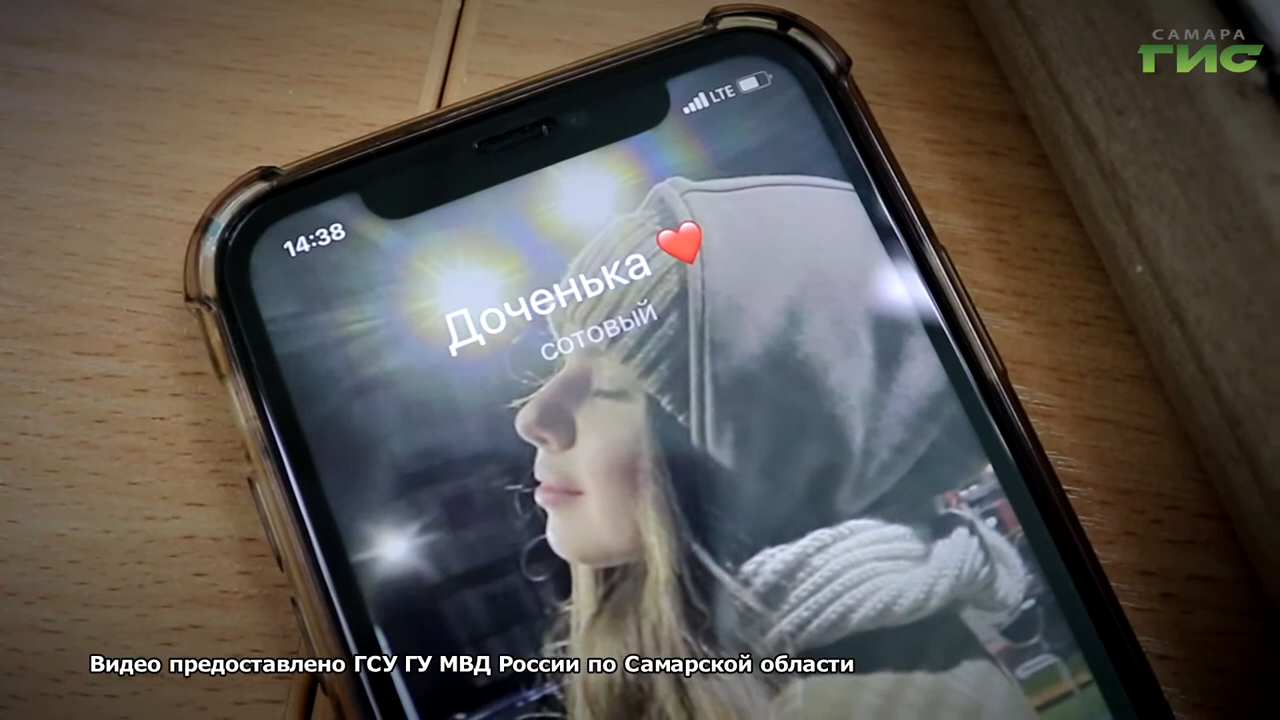 САМАРА
ГИС
LTE
14:38
Доченька ❤️
сотовый
Видео предоставлено ГСУ ГУ МВД России по Самарской области